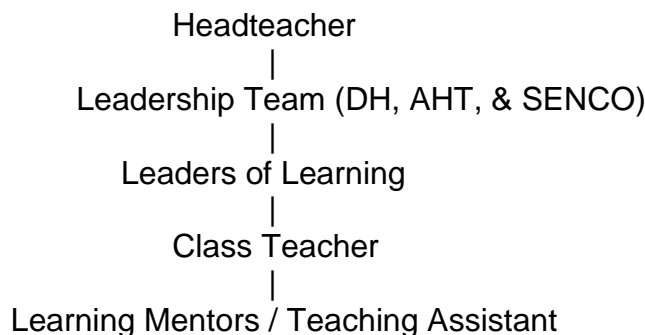 Headteacher
|
Leadership Team (DH, AHT, & SENCO)
|
Leaders of Learning
|
Class Teacher
|
Learning Mentors / Teaching Assistant